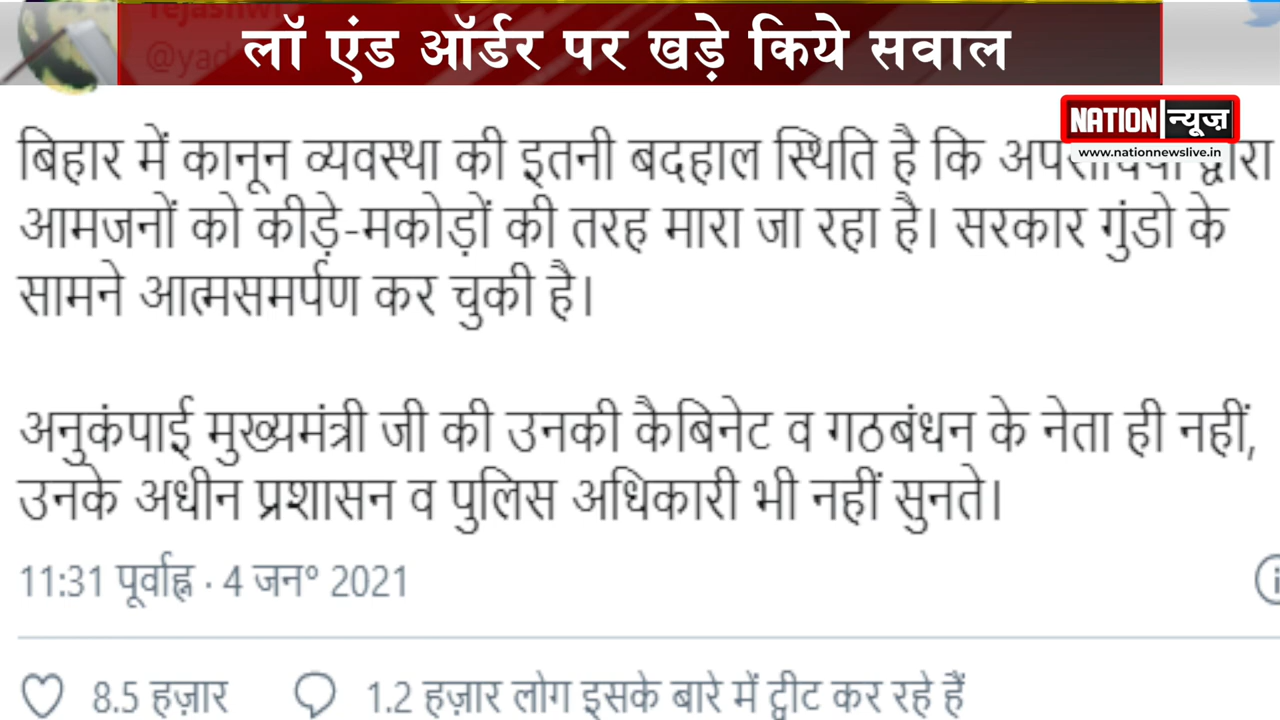 लॉ एंड ऑर्डर पर खड़े किये सवाल
NATION न्यूज़
www.nationnewslive.in
बिहार में कानून व्यवस्था की इतनी बदहाल स्थिति है कि द्वारा
आमजनों को कीड़े-मकोड़ों की तरह मारा जा रहा है। सरकार गुंडो के
सामने आत्मसमर्पण कर चुकी है।
अनुकंपाई मुख्यमंत्री जी की उनकी कैबिनेट व गठबंधन के नेता ही नहीं,
उनके अधीन प्रशासन व पुलिस अधिकारी भी नहीं सुनते।
11:31 पूर्वाह्न · 4 जन॰ 2021
8.5 हज़ार 1.2 हज़ार लोग इसके बारे में ट्वीट कर रहे हैं